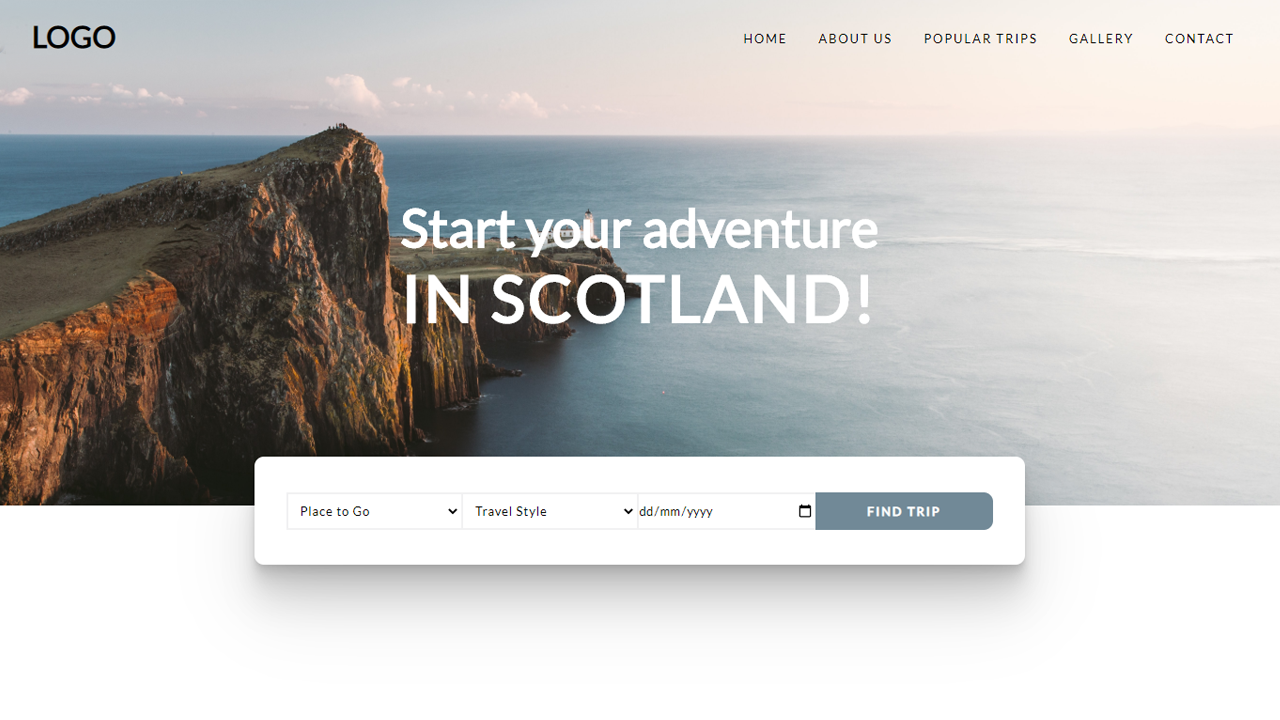 LOGO
HOME ABOUT US POPULAR TRIPS GALLERY CONTACT
Start your adventure
IN SCOTLAND!
Place to Go Travel Style dd/mm/yyyy FIND TRIP